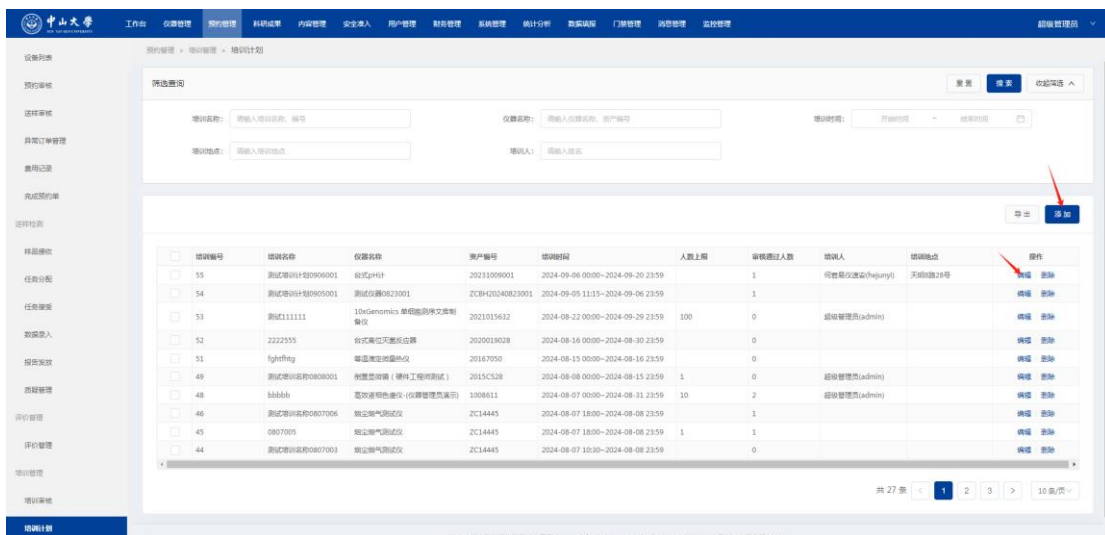 中山大學 工作台 仪器管理 预约管理 科研成果 内容管理 安全准入 用户管理 财务管理 系统管理 统计分析 数据填报 门禁管理 消息管理 监控管理 超级管理员
预约管理 > 培训管理 > 培训计划
设备列表
预约审核
送样审核
异常订单管理
费用记录
完成预约单
送样检测
样品接收
任务分配
任务接受
数据录入
报告发放
质疑管理
评价管理
评价管理
培训管理
培训审核
培训计划
筛选查询 重置 搜索 收起筛选
培训名称: 请输入培训名称、编号 仪器名称: 请输入仪器名称、资产编号 培训时间: 开始时间 ~ 结束时间
培训地点: 请输入培训地点 培训人: 请输入姓名
导出 添加
培训编号 培训名称 仪器名称 资产编号 培训时间 人数上限 审核通过人数 培训人 培训地点 操作
55 测试培训计划0906001 台式pH计 20231009001 2024-09-06 00:00~2024-09-20 23:59 1 (hejunyi) 编辑 删除
54 测试培训计划0905001 测试仪器0823001 ZCBH20240823001 2024-09-05 11:15~2024-09-06 23:59 1 编辑 删除
53 测试111111 10xGenomics 单细胞测序文库制备仪 2021015632 2024-08-22 00:00~2024-09-29 23:59 100 0 超级管理员(admin) 编辑 删除
52 2222555 台式高位灭菌反应器 2020019028 2024-08-16 00:00~2024-08-30 23:59 0 编辑 删除
51 fghtfhtg 等温滴定微量热仪 20167050 2024-08-15 00:00~2024-08-16 23:59 0 编辑 删除
49 测试培训名称0808001 倒置显微镜（硬件工程师测试） 2015C528 2024-08-08 00:00~2024-08-15 23:59 1 0 超级管理员(admin) 编辑 删除
48 bbbbbb 高效液相色谱仪-(仪器管理员演示) 1008611 2024-08-07 00:00~2024-08-31 23:59 10 2 超级管理员(admin) 编辑 删除
46 测试培训名称0807006 烟尘烟气测试仪 ZC14445 2024-08-07 18:00~2024-08-08 23:59 1 编辑 删除
45 0807005 烟尘烟气测试仪 ZC14445 2024-08-07 18:00~2024-08-08 23:59 1 1 编辑 删除
44 测试培训名称0807003 烟尘烟气测试仪 ZC14445 2024-08-07 10:30~2024-08-08 23:59 0 编辑 删除
共 27 条 < 1 2 3 > 10 条/页